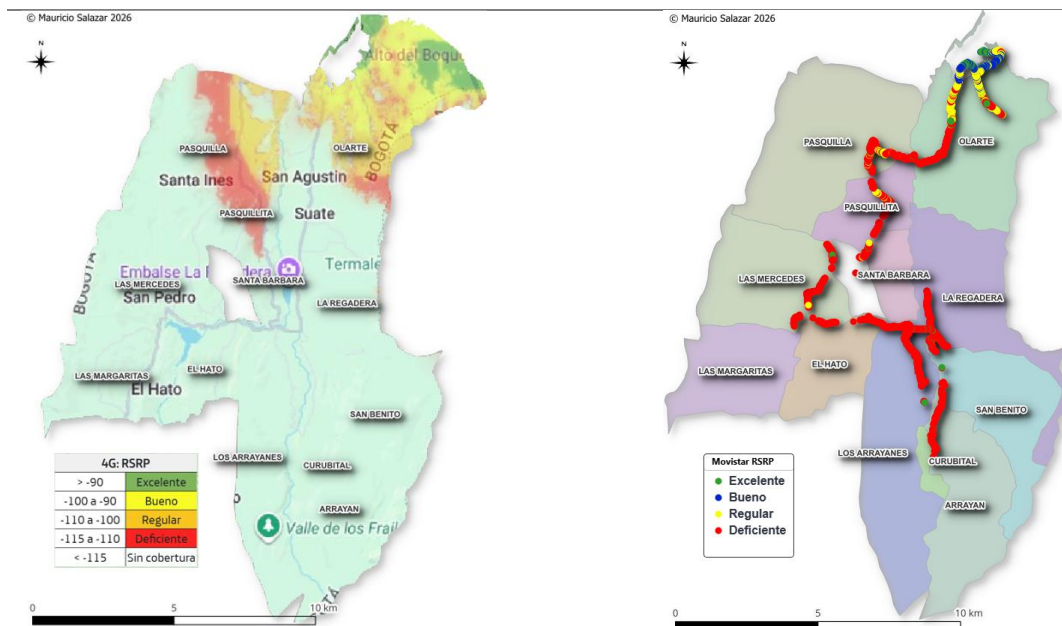 © Mauricio Salazar 2026
N
Alto del Boqu
PASQUILLA
OLARTE
BOGOTÁ
Santa Ines
San Agustín
PASQUILLITA
Suate
BOGOTÁ
Embalse La R
dera
Termale
SANTA BARBARA
LAS MERCEDES
San Pedro
LA REGADERA
EL HATO
LAS MARGARITAS
El Hato
SAN BENITO
LOS ARRAYANES
CURUBITAL
ARRAYAN
Valle de los Frail
4G: RSRP
> -90 Excelente
-100 a -90 Bueno
-110 a -100 Regular
-115 a -110 Deficiente
< -115 Sin cobertura
0 5 10 km
© Mauricio Salazar 2026
N
PASQUILLA
OLARTE
PASQUILLITA
SANTA BARBARA
LAS MERCEDES
LA REGADERA
EL HATO
LAS MARGARITAS
SAN BENITO
LOS ARRAYANES
CURUBITAL
ARRAYAN
Movistar RSRP
Excelente
Bueno
Regular
Deficiente
0 5 10 km